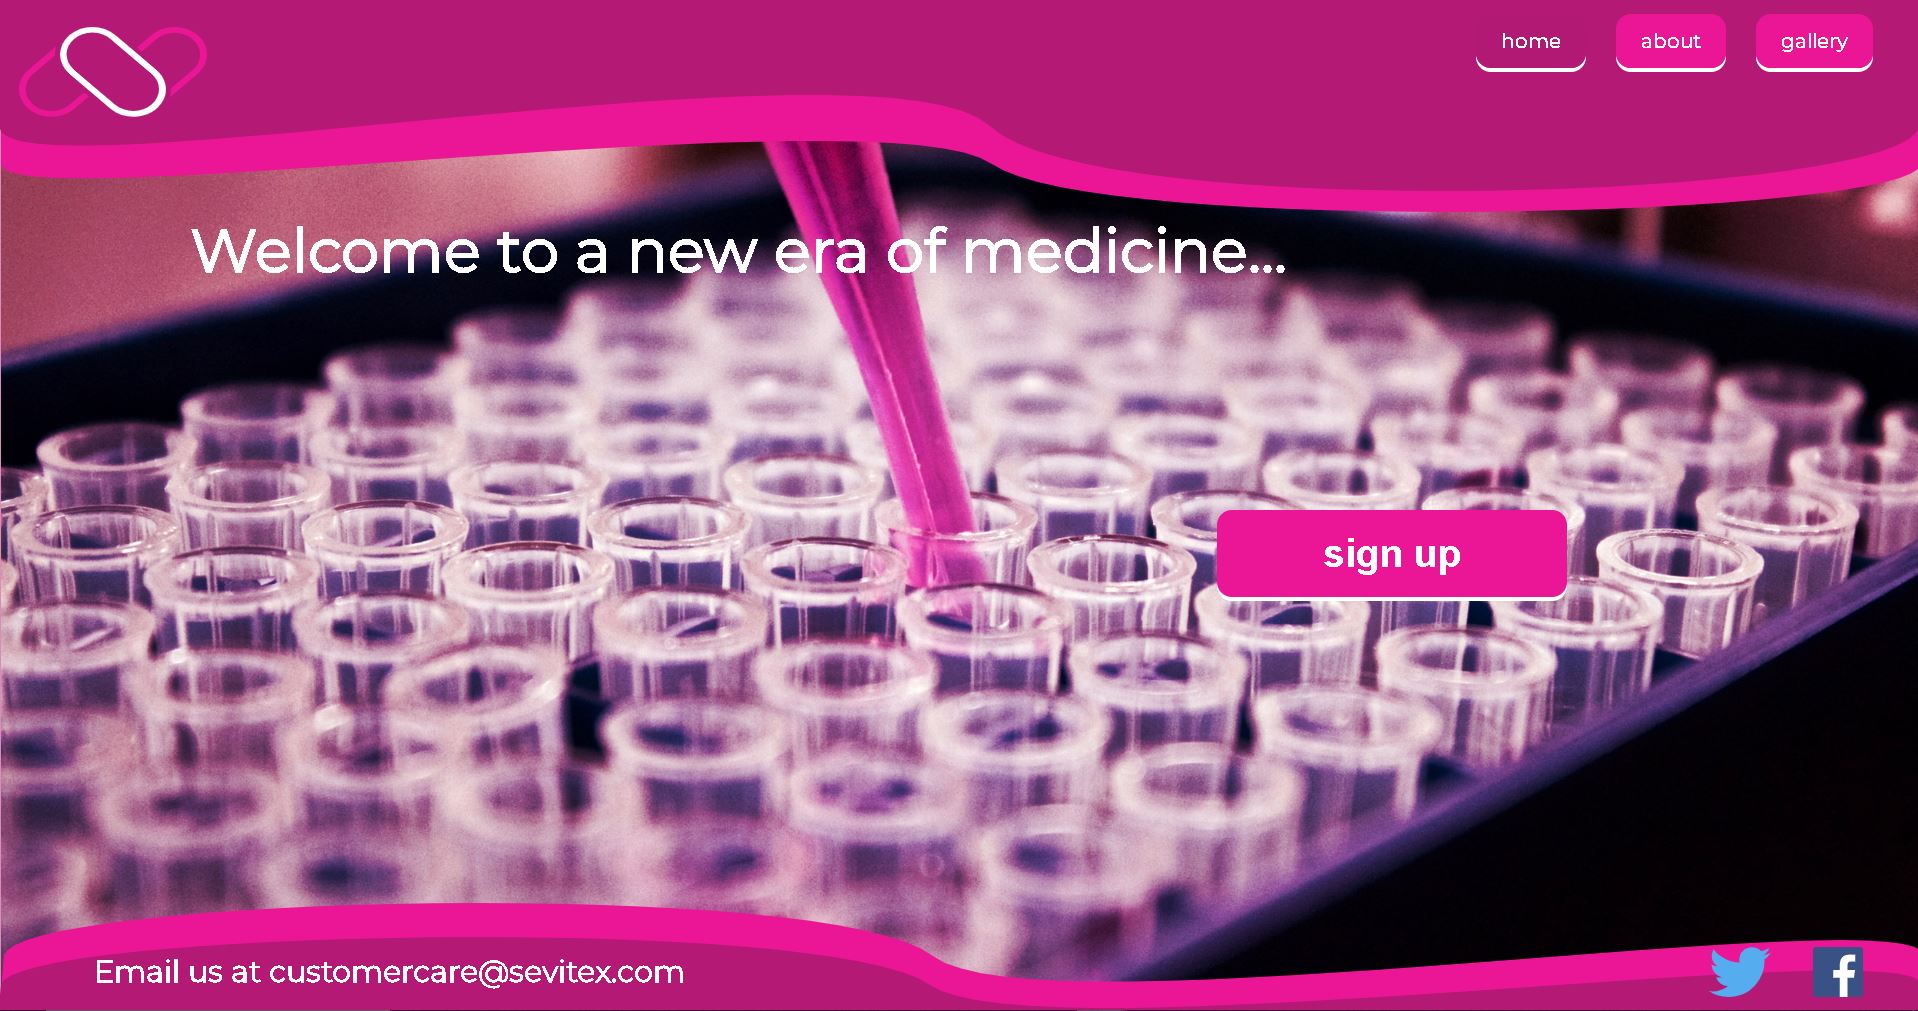 home about gallery
Welcome to a new era of medicine...
sign up
Email us at customercare@sevitex.com